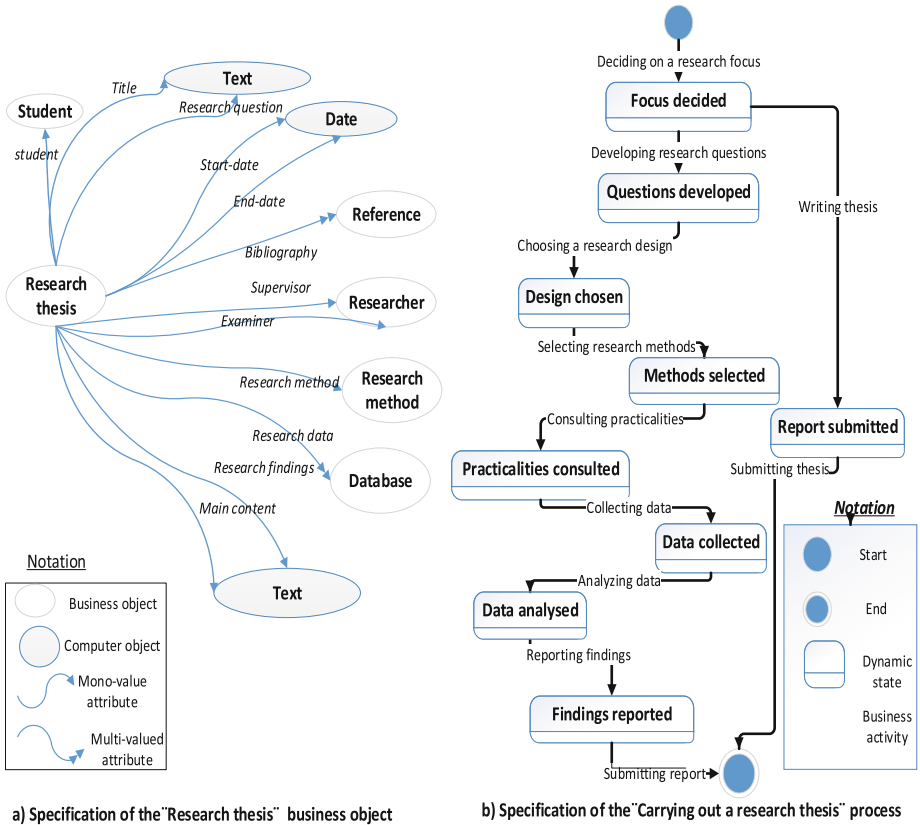 Title
Text
Student
Research question
Date
student
Start-date
End-date
Reference
Bibliography
Research
thesis
Supervisor
Researcher
Examiner
Research method
Research
method
Research data
Research findings
Database
Main content
Text
Notation
Business object
Computer object
Mono-value
attribute
Multi-valued
attribute
a) Specification of the¨Research thesis¨ business object
Deciding on a research focus
Focus decided
Developing research questions
Questions developed
Writing thesis
Choosing a research design
Design chosen
Selecting research methods
Methods selected
Consulting practicalities
Report submitted
Practicalities consulted
Submitting thesis
Collecting data
Data collected
Analyzing data
Data analysed
Reporting findings
Findings reported
Submitting report
Notation
Start
End
Dynamic
state
Business
activity
b) Specification of the¨Carrying out a research thesis¨ process